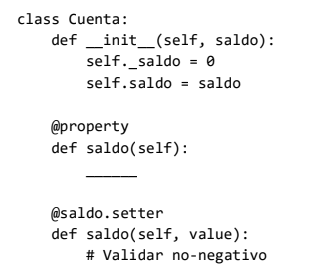 class Cuenta:
    def __init__(self, saldo):
        self._saldo = 0
        self.saldo = saldo

    @property
    def saldo(self):
        ______

    @saldo.setter
    def saldo(self, value):
        # Validar no-negativo